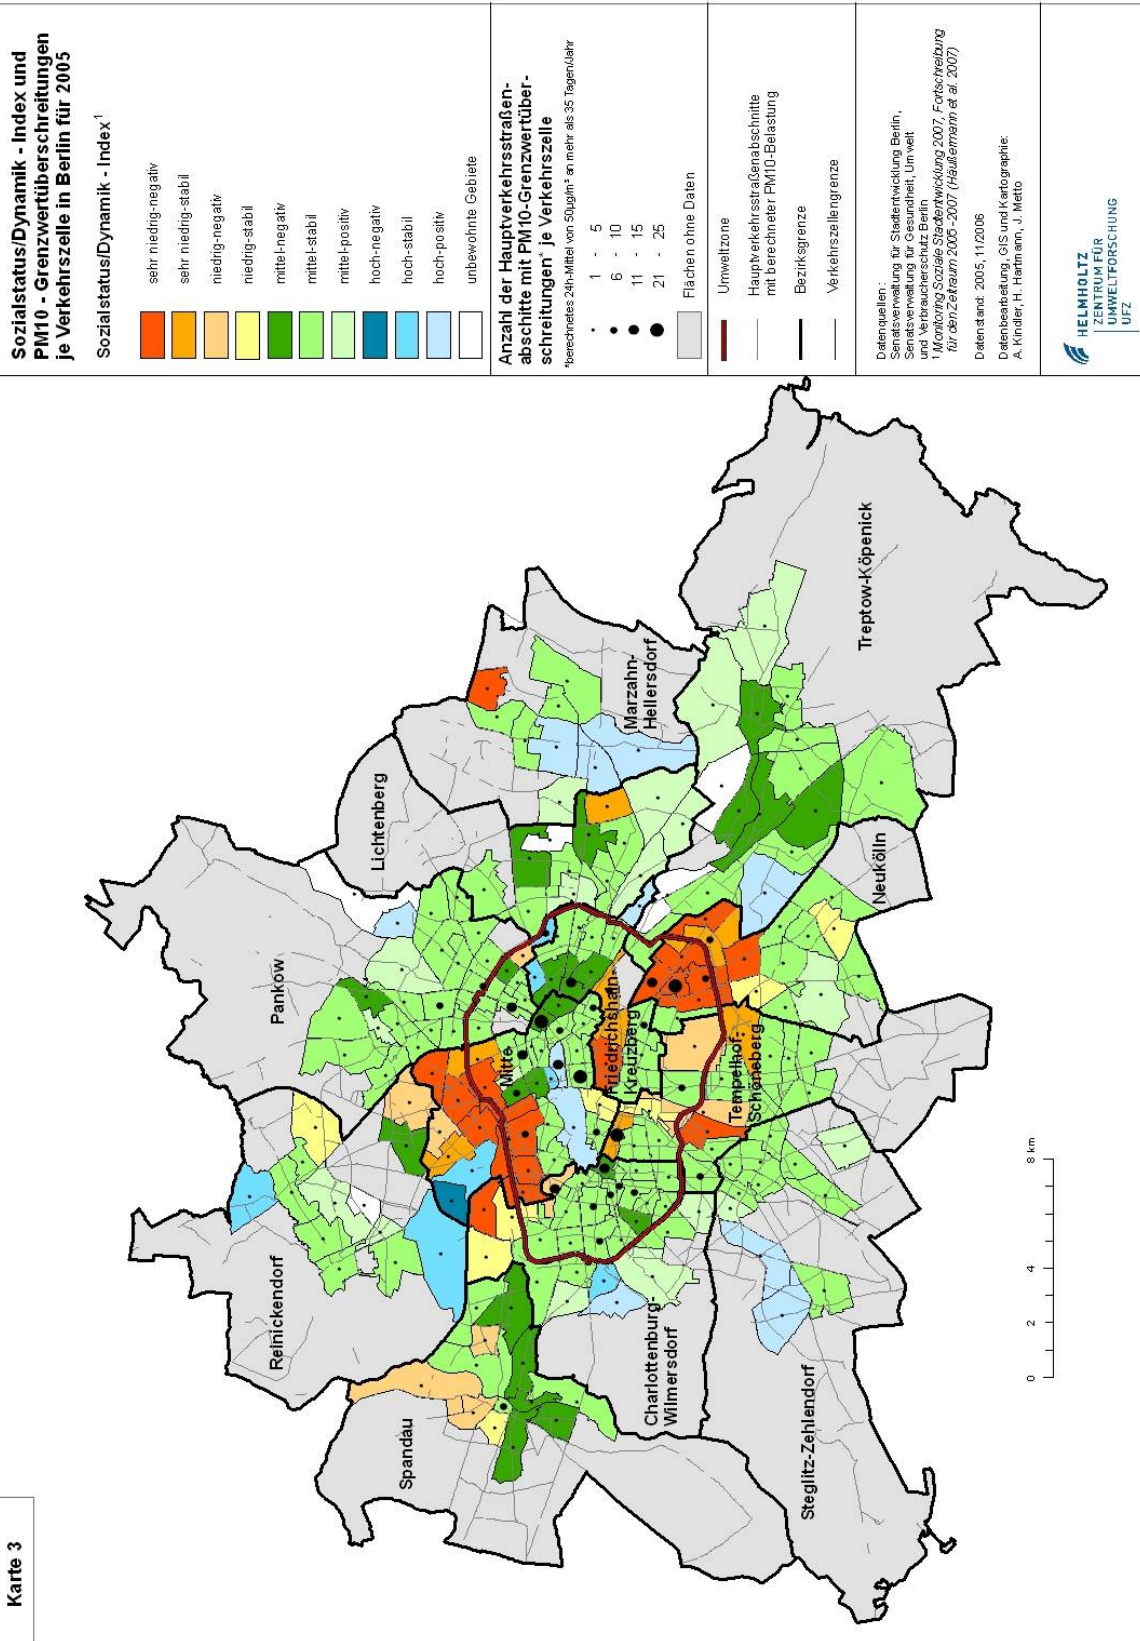 Karte 3
Sozialstatus/Dynamik - Index und
PM10 - Grenzwertüberschreitungen
je Verkehrszelle in Berlin für 2005
Sozialstatus/Dynamik - Index¹
sehr niedrig-negativ
sehr niedrig-stabil
niedrig-negativ
niedrig-stabil
mittel-negativ
mittel-stabil
mittel-positiv
hoch-negativ
hoch-stabil
hoch-positiv
unbewohnte Gebiete
Anzahl der Hauptverkehrsstraßen-
abschnitte mit PM10-Grenzwertüber-
schreitungen* je Verkehrszelle
*berechnetes 24h-Mittel von 50µg/m³ an mehr als 35 Tagen/Jahr
1 - 5
6 - 10
11 - 15
21 - 25
Flächen ohne Daten
Umweltzone
Hauptverkehrsstraßenabschnitte
mit berechneter PM10-Belastung
Bezirksgrenze
Verkehrszellengrenze
Datenquellen:
Senatsverwaltung für Stadtentwicklung Berlin,
Senatsverwaltung für Gesundheit, Umwelt
und Verbraucherschutz Berlin
1 Monitoring Soziale Stadtentwicklung 2007, Fortschreibung
für den Zeitraum 2005-2007 (Häußermann et al. 2007)
Datenstand: 2005, 11/2006
Datenbearbeitung, GIS und Kartographie:
A. Kindler, H. Hartmann, J. Metto
HELMHOLTZ
ZENTRUM FÜR
UMWELTFORSCHUNG
UFZ
Pankow
Lichtenberg
Reinickendorf
Marzahn-
Hellersdorf
Spandau
Mitte
Friedrichshain-
Kreuzberg
Charlottenburg-
Wilmersdorf
Tempelhof-
Schöneberg
Treptow-Köpenick
Neukölln
Steglitz-Zehlendorf
0 2 4 8 km